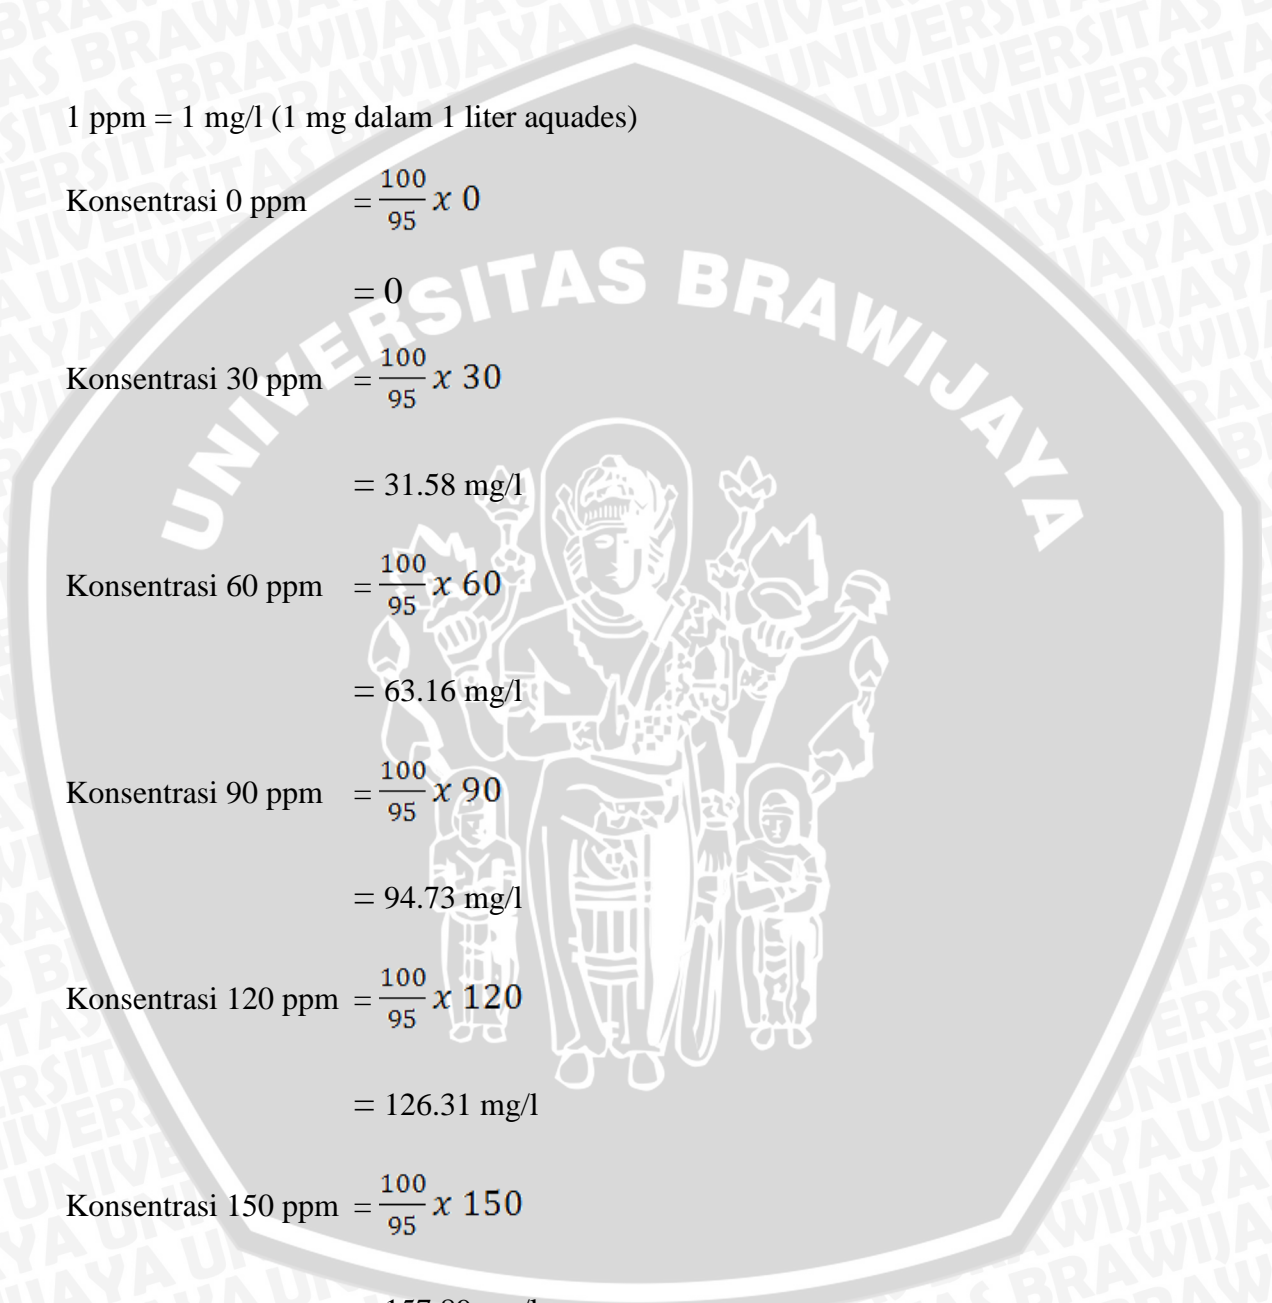 1 ppm = 1 mg/l (1 mg dalam 1 liter aquades)
Konsentrasi 0 ppm = 100/95 x 0
= 0
Konsentrasi 30 ppm = 100/95 x 30
= 31.58 mg/l
Konsentrasi 60 ppm = 100/95 x 60
= 63.16 mg/l
Konsentrasi 90 ppm = 100/95 x 90
= 94.73 mg/l
Konsentrasi 120 ppm = 100/95 x 120
= 126.31 mg/l
Konsentrasi 150 ppm = 100/95 x 150
UNIVERSITAS BRAWIJAYA